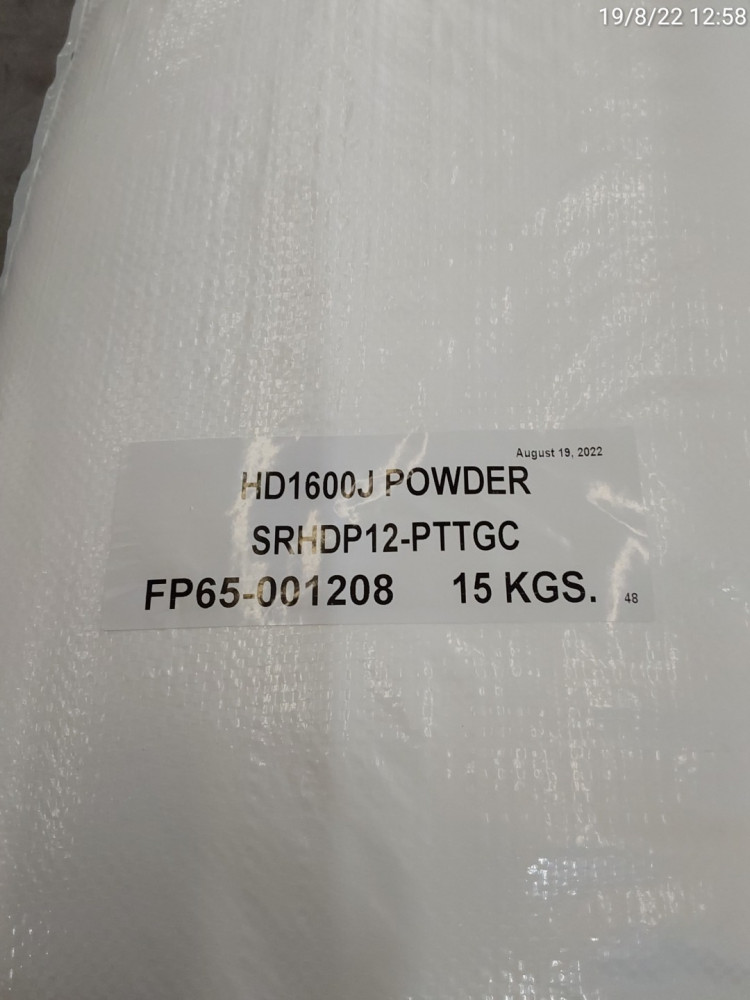 19/8/22 12:58
August 19, 2022
HD1600J POWDER
SRHDP12-PTTGC
FP65-001208 15 KGS. 48